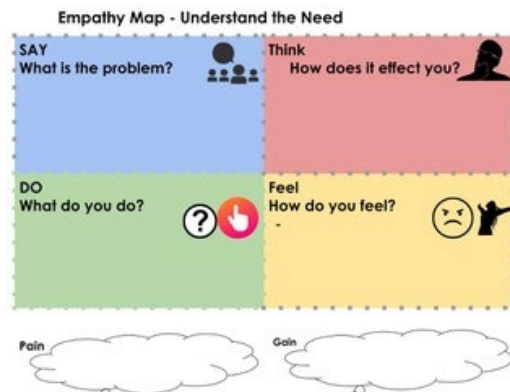 Empathy Map - Understand the Need
SAY
What is the problem?
Think
How does it effect you?
DO
What do you do?
?
Feel
How do you feel?
-
Pain
Gain